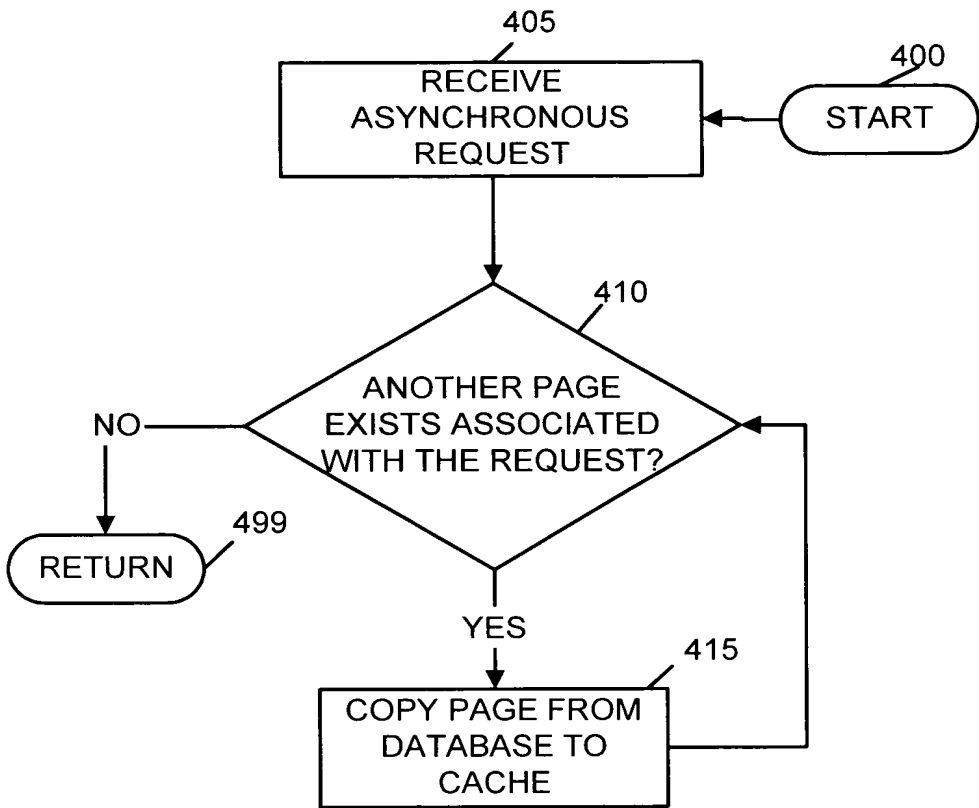 405
RECEIVE
ASYNCHRONOUS
REQUEST
400
START
410
ANOTHER PAGE
EXISTS ASSOCIATED
WITH THE REQUEST?
NO
499
RETURN
YES
415
COPY PAGE FROM
DATABASE TO
CACHE